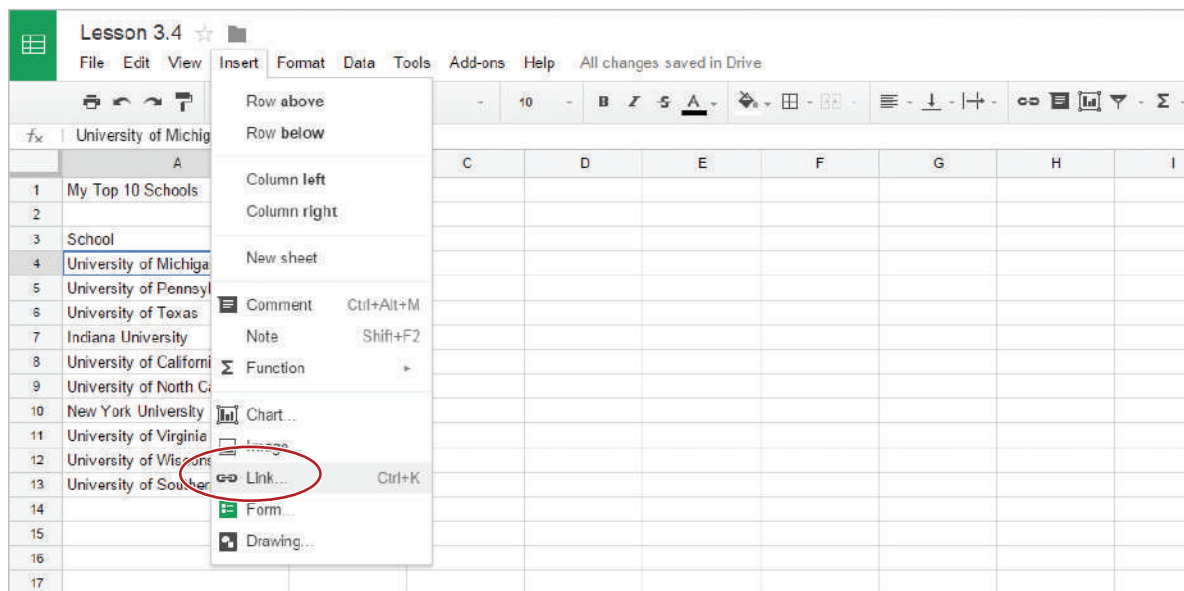 Lesson 3.4
File Edit View Insert Format Data Tools Add-ons Help All changes saved in Drive
10 B I S A Σ
fx University of Michig
A C D E F G H I
1 My Top 10 Schools
2
3 School
4 University of Michiga
5 University of Pennsyl
6 University of Texas
7 Indiana University
8 University of Californi
9 University of North Ca
10 New York University
11 University of Virginia
12 University of Wiscons
13 University of Souther
14
15
16
17
Row above
Row below
Column left
Column right
New sheet
Comment Ctrl+Alt+M
Note Shift+F2
Σ Function
Chart...
Image...
Link... Ctrl+K
Form...
Drawing...